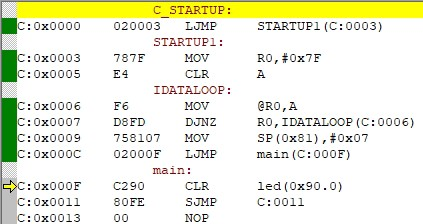 C_STARTUP:
C:0x0000 020003 LJMP STARTUP1(C:0003)
STARTUP1:
C:0x0003 787F MOV R0,#0x7F
C:0x0005 E4 CLR A
IDATALOOP:
C:0x0006 F6 MOV @R0,A
C:0x0007 D8FD DJNZ R0,IDATALOOP(C:0006)
C:0x0009 758107 MOV SP(0x81),#0x07
C:0x000C 02000F LJMP main(C:000F)
main:
C:0x000F C290 CLR led(0x90.0)
C:0x0011 80FE SJMP C:0011
C:0x0013 00 NOP